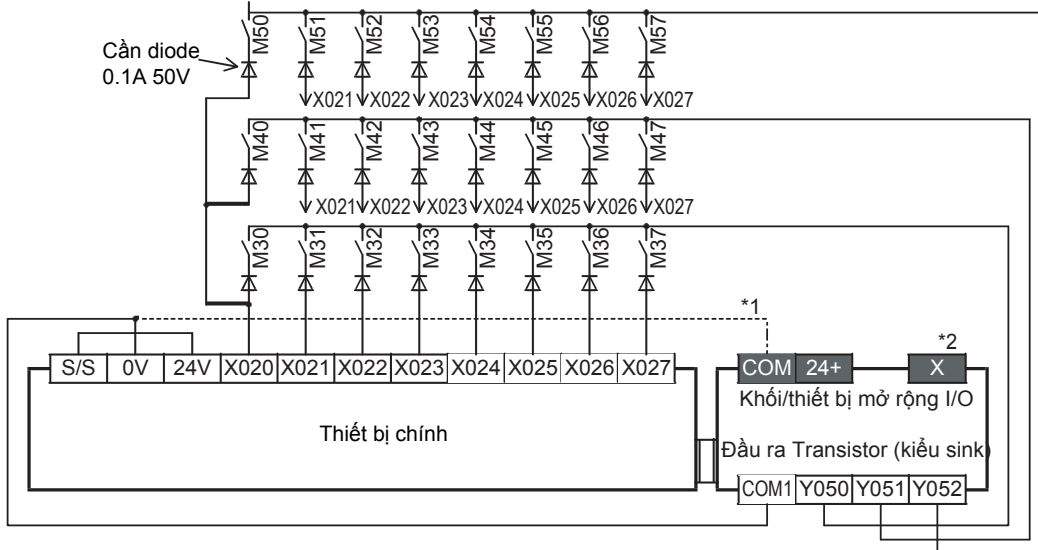 M50 M51 M52 M53 M54 M55 M56 M57
Cần diode
0.1A 50V
X021 X022 X023 X024 X025 X026 X027
M40 M41 M42 M43 M44 M45 M46 M47
X021 X022 X023 X024 X025 X026 X027
M30 M31 M32 M33 M34 M35 M36 M37
*1
*2
S/S 0V 24V X020 X021 X022 X023 X024 X025 X026 X027
COM 24+ X
Khối/thiết bị mở rộng I/O
Thiết bị chính
Đầu ra Transistor (kiểu sink)
COM1 Y050 Y051 Y052